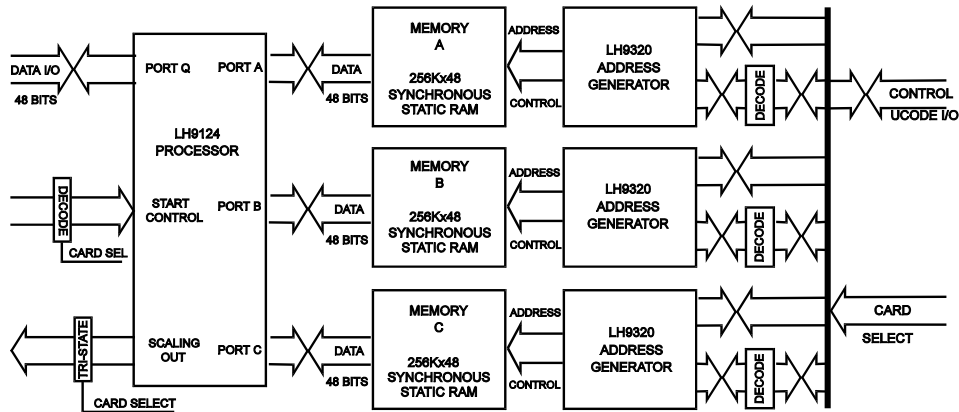 DATA I/O
48 BITS
PORT Q
PORT A
LH9124
PROCESSOR
DATA
48 BITS
MEMORY
A
256Kx48
SYNCHRONOUS
STATIC RAM
ADDRESS
CONTROL
LH9320
ADDRESS
GENERATOR
DECODE
CONTROL
UCODE I/O
DECODE
CARD SEL
START
CONTROL
PORT B
DATA
48 BITS
MEMORY
B
256Kx48
SYNCHRONOUS
STATIC RAM
ADDRESS
CONTROL
LH9320
ADDRESS
GENERATOR
DECODE
TRI-STATE
CARD SELECT
SCALING
OUT
PORT C
DATA
48 BITS
MEMORY
C
256Kx48
SYNCHRONOUS
STATIC RAM
ADDRESS
CONTROL
LH9320
ADDRESS
GENERATOR
DECODE
CARD
SELECT